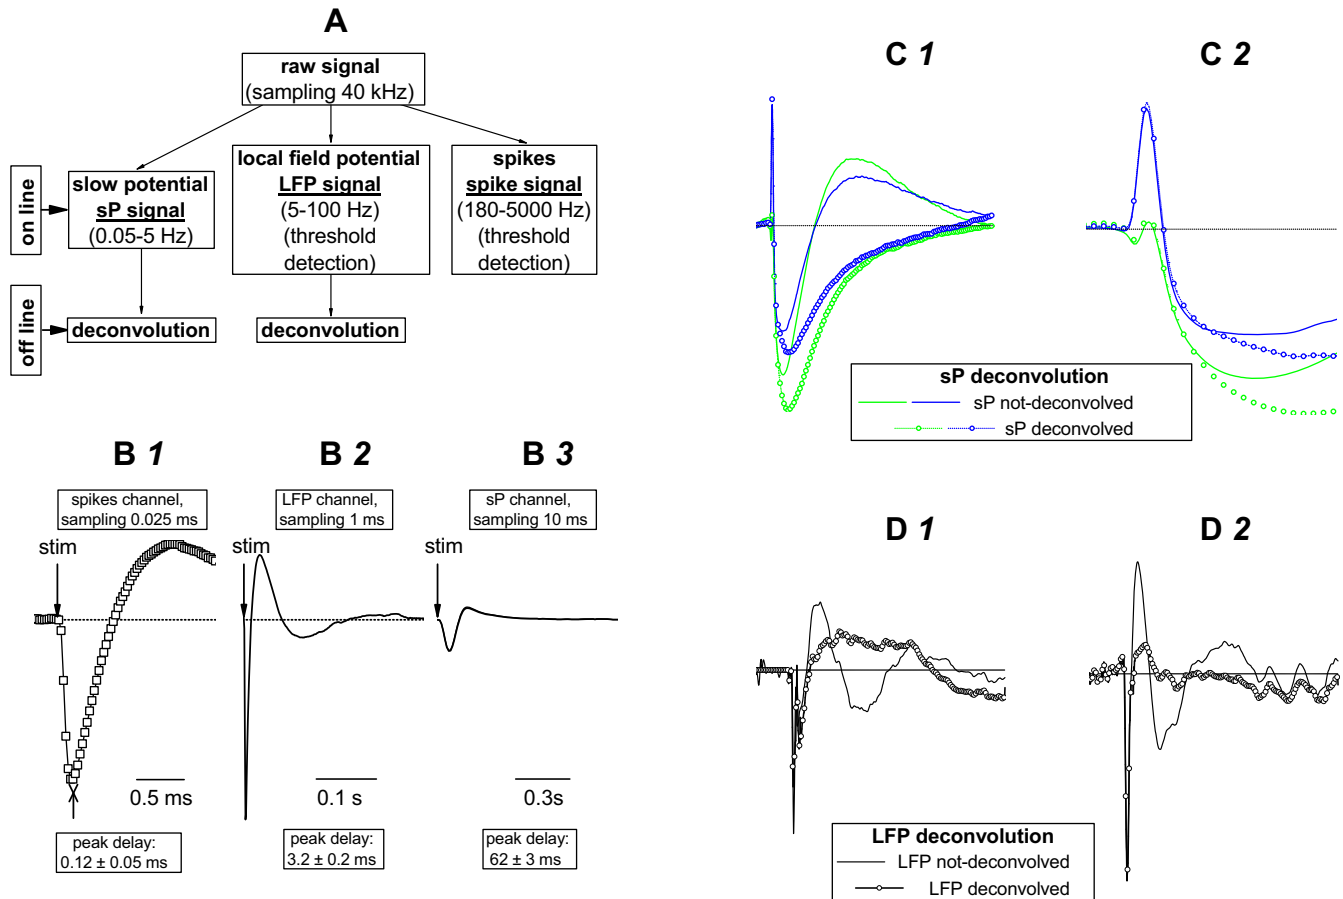 A
raw signal
(sampling 40 kHz)
on line
slow potential
sP signal
(0.05-5 Hz)
local field potential
LFP signal
(5-100 Hz)
(threshold
detection)
spikes
spike signal
(180-5000 Hz)
(threshold
detection)
off line
deconvolution
deconvolution
B 1
spikes channel,
sampling 0.025 ms
stim
0.5 ms
peak delay:
0.12 ± 0.05 ms
B 2
LFP channel,
sampling 1 ms
stim
0.1 s
peak delay:
3.2 ± 0.2 ms
B 3
sP channel,
sampling 10 ms
stim
0.3s
peak delay:
62 ± 3 ms
C 1
C 2
sP deconvolution
sP not-deconvolved
sP deconvolved
D 1
D 2
LFP deconvolution
LFP not-deconvolved
LFP deconvolved